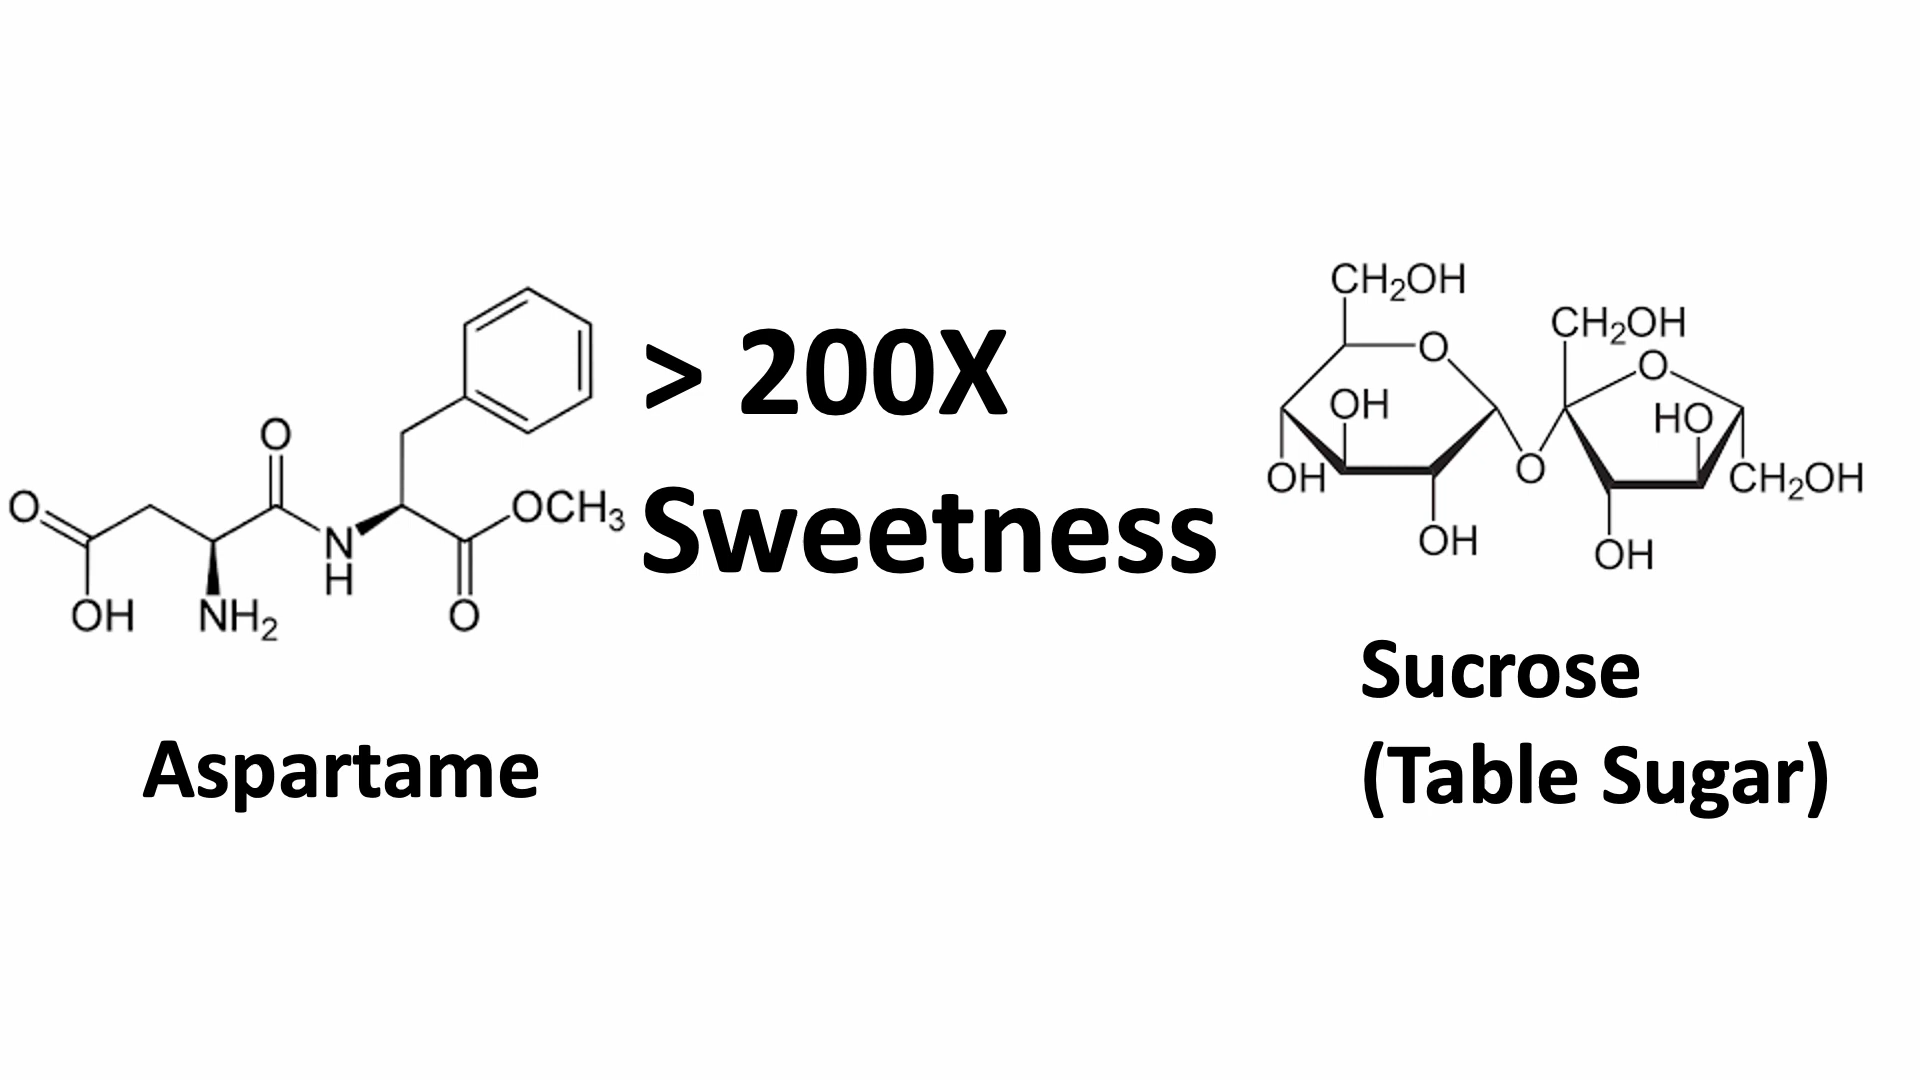 O
OH
NH₂
O
N
H
OCH₃
O
Aspartame
> 200X
Sweetness
CH₂OH
O
OH
OH
OH
O
CH₂OH
O
HO
CH₂OH
OH
Sucrose
(Table Sugar)